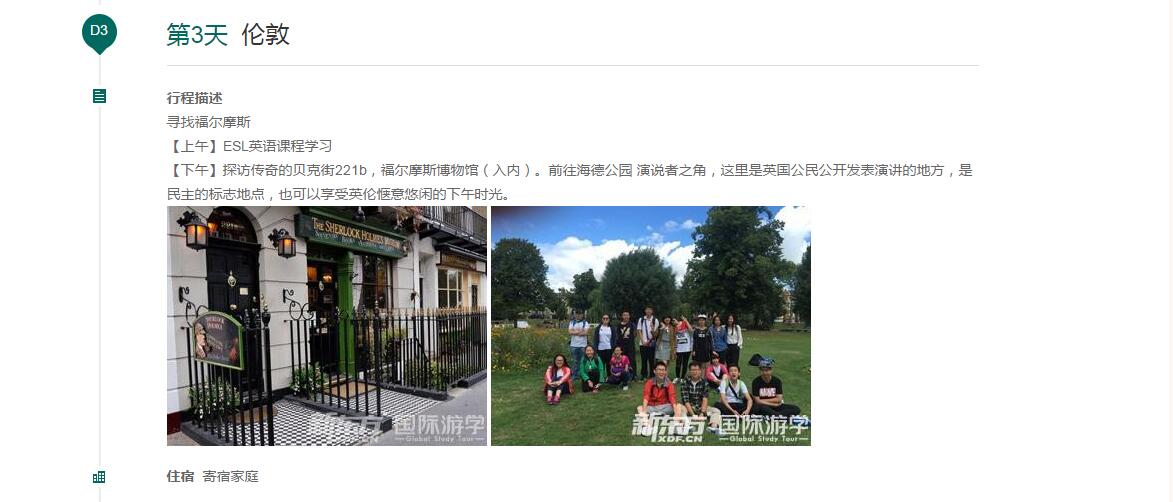 D3
第3天 伦敦
行程描述
寻找福尔摩斯
【上午】ESL英语课程学习
【下午】探访传奇的贝克街221b，福尔摩斯博物馆（入内）。前往海德公园 演说者之角，这里是英国公民公开发表演讲的地方，是
民主的标志地点，也可以享受英伦惬意悠闲的下午时光。
221B
THE SHERLOCK HOLMES MUSEUM
SHERLOCK
HOLMES
新东方 国际游学
Global Study Tour
新东方 国际游学
XDF.CN Global Study Tour
住宿 寄宿家庭